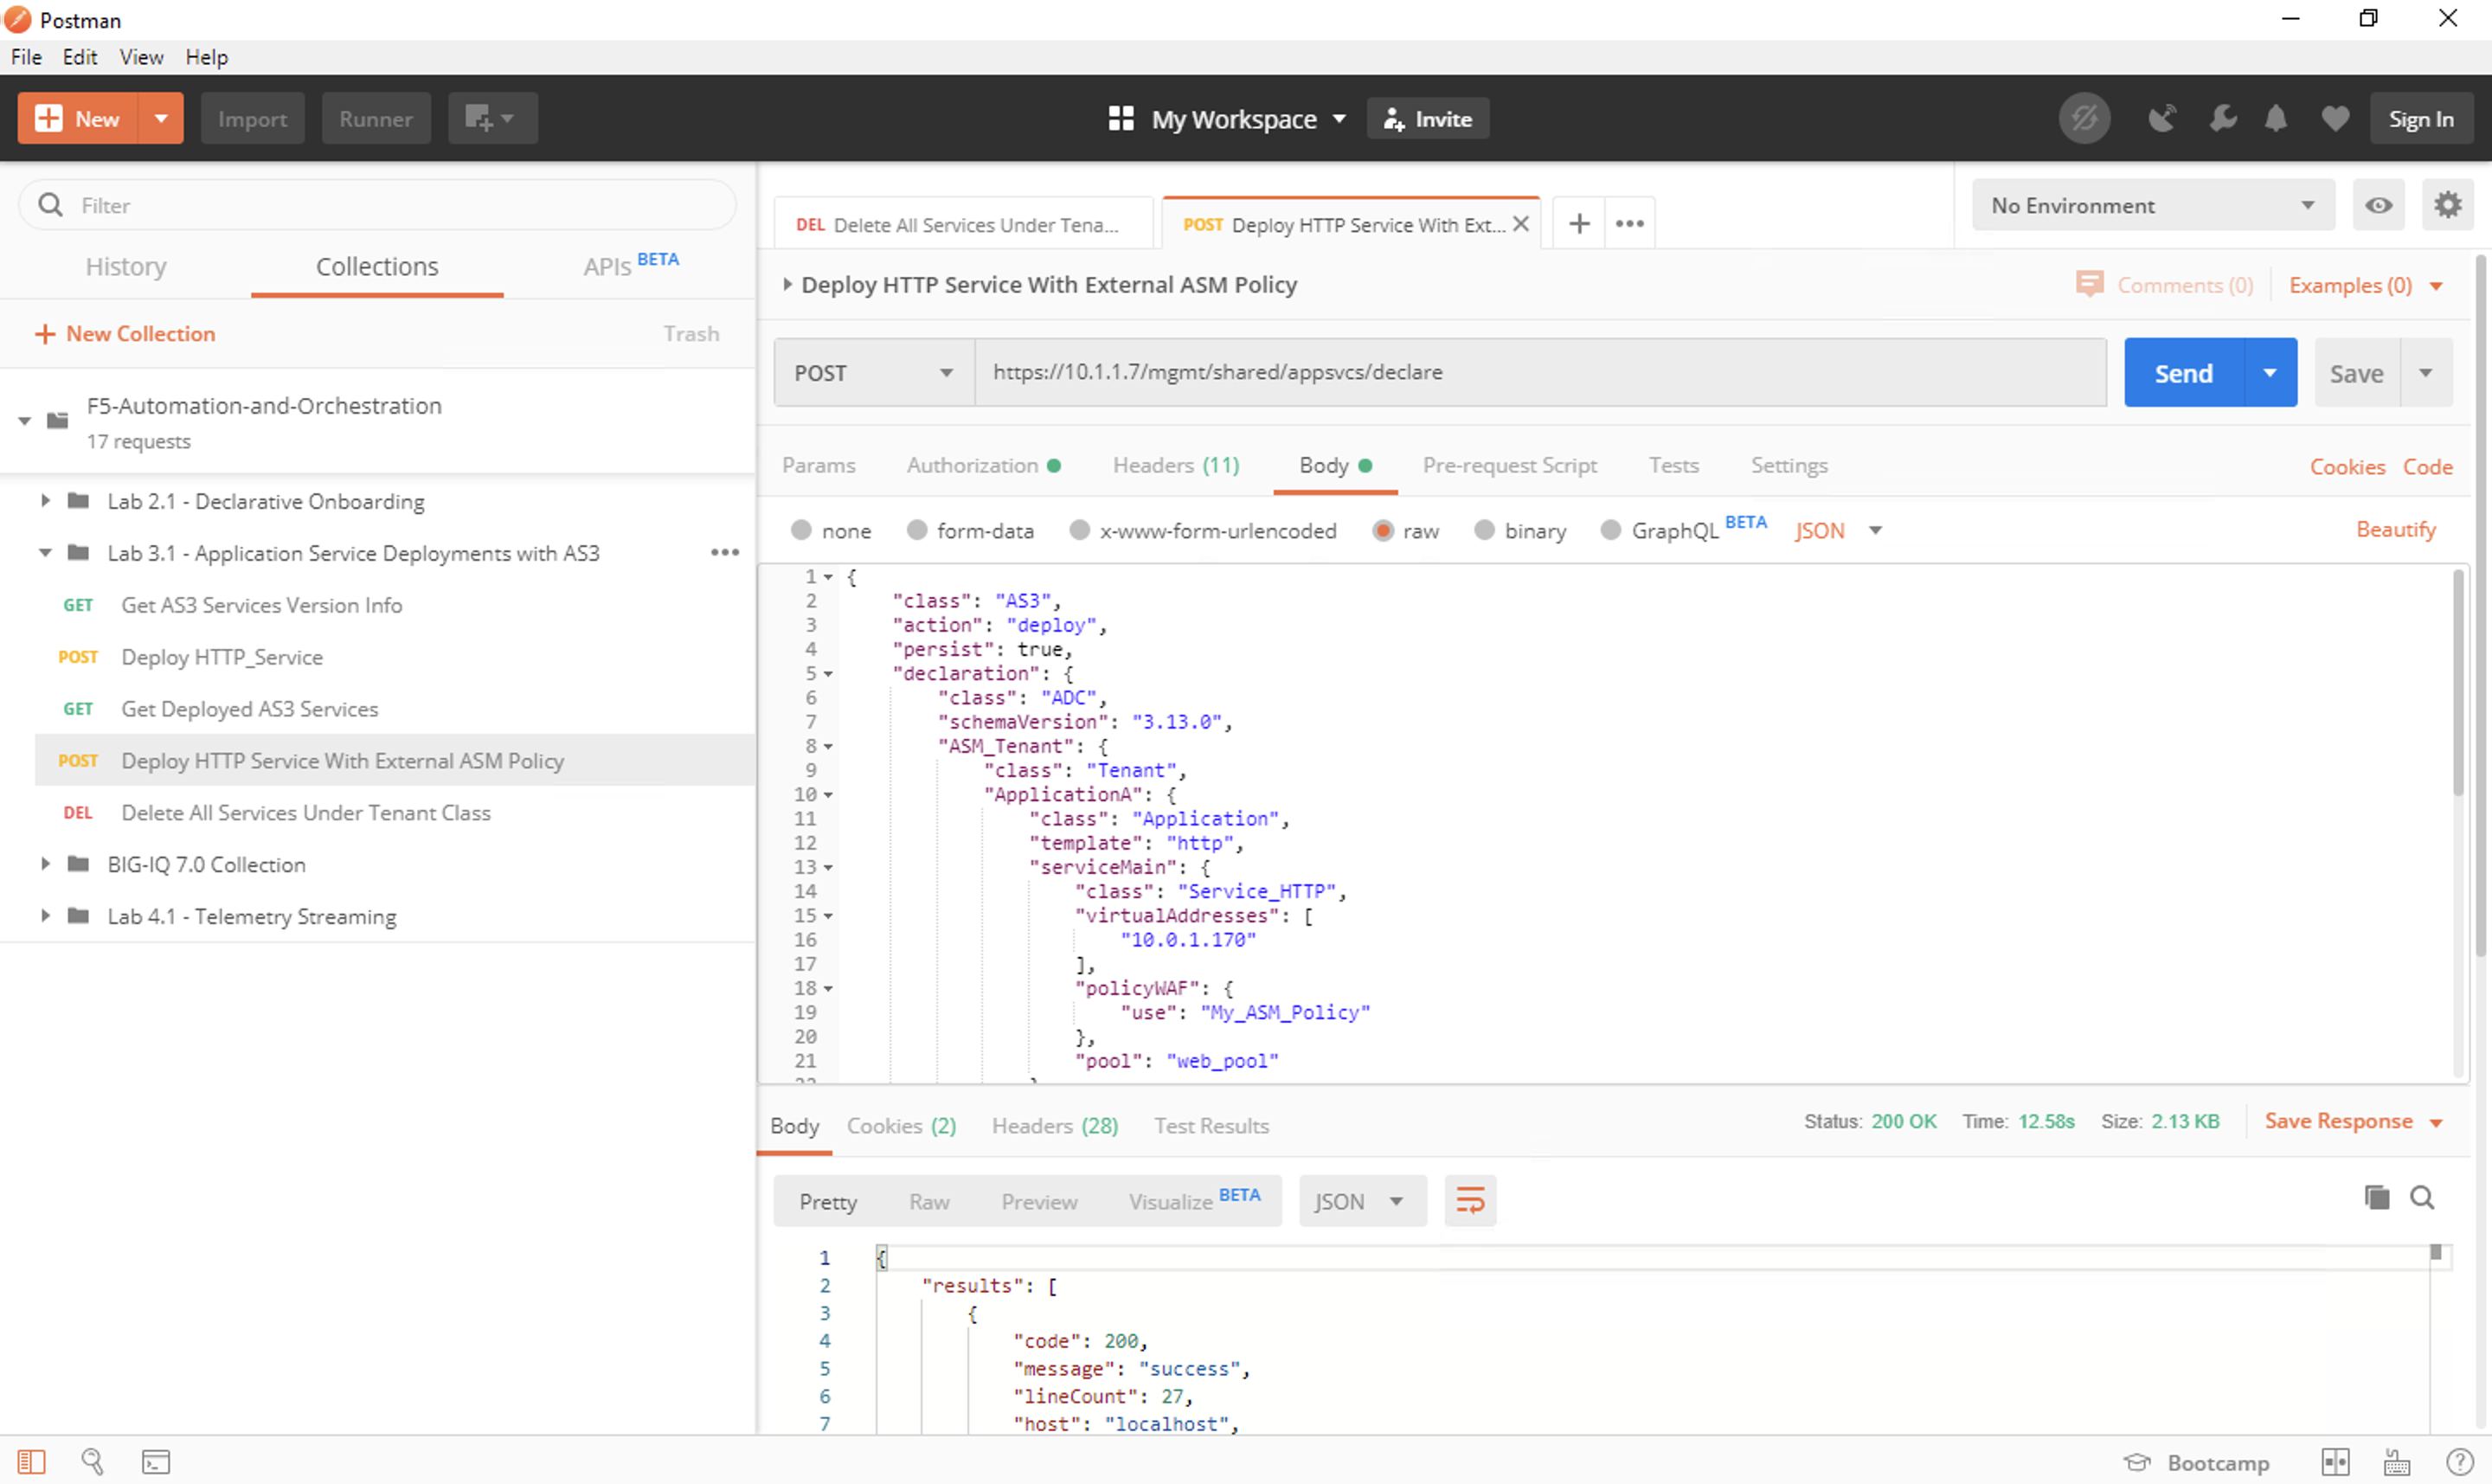 Postman
File Edit View Help
New Import Runner My Workspace Invite Sign In
Filter
History Collections APIs BETA
New Collection Trash
F5-Automation-and-Orchestration
17 requests
Lab 2.1 - Declarative Onboarding
Lab 3.1 - Application Service Deployments with AS3 •••
GET Get AS3 Services Version Info
POST Deploy HTTP_Service
GET Get Deployed AS3 Services
POST Deploy HTTP Service With External ASM Policy
DEL Delete All Services Under Tenant Class
BIG-IQ 7.0 Collection
Lab 4.1 - Telemetry Streaming
DEL Delete All Services Under Tena... POST Deploy HTTP Service With Ext... No Environment
Deploy HTTP Service With External ASM Policy Comments (0) Examples (0)
POST https://10.1.1.7/mgmt/shared/appsvcs/declare Send Save
Params Authorization Headers (11) Body Pre-request Script Tests Settings Cookies Code
none form-data x-www-form-urlencoded raw binary GraphQL BETA JSON Beautify
1 {
2 "class": "AS3",
3 "action": "deploy",
4 "persist": true,
5 "declaration": {
6 "class": "ADC",
7 "schemaVersion": "3.13.0",
8 "ASM_Tenant": {
9 "class": "Tenant",
10 "ApplicationA": {
11 "class": "Application",
12 "template": "http",
13 "serviceMain": {
14 "class": "Service_HTTP",
15 "virtualAddresses": [
16 "10.0.1.170"
17 ],
18 "policyWAF": {
19 "use": "My_ASM_Policy"
20 },
21 "pool": "web_pool"
Body Cookies (2) Headers (28) Test Results Status: 200 OK Time: 12.58s Size: 2.13 KB Save Response
Pretty Raw Preview Visualize BETA JSON
1 {
2 "results": [
3 {
4 "code": 200,
5 "message": "success",
6 "lineCount": 27,
7 "host": "localhost",
Bootcamp